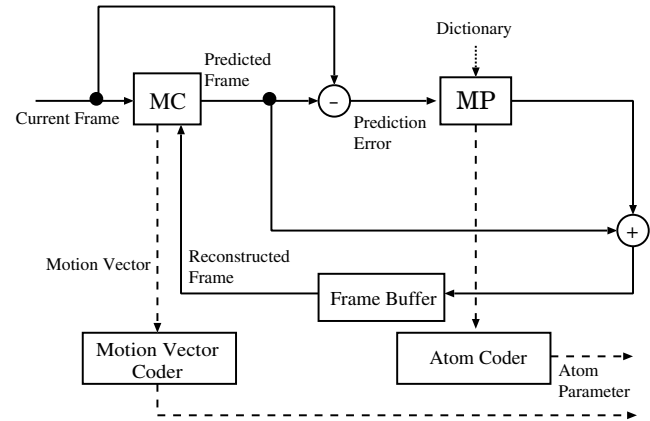 Dictionary
Predicted
Frame
MC
-
MP
Current Frame
Prediction
Error
+
Motion Vector
Reconstructed
Frame
Frame Buffer
Motion Vector
Coder
Atom Coder
Atom
Parameter